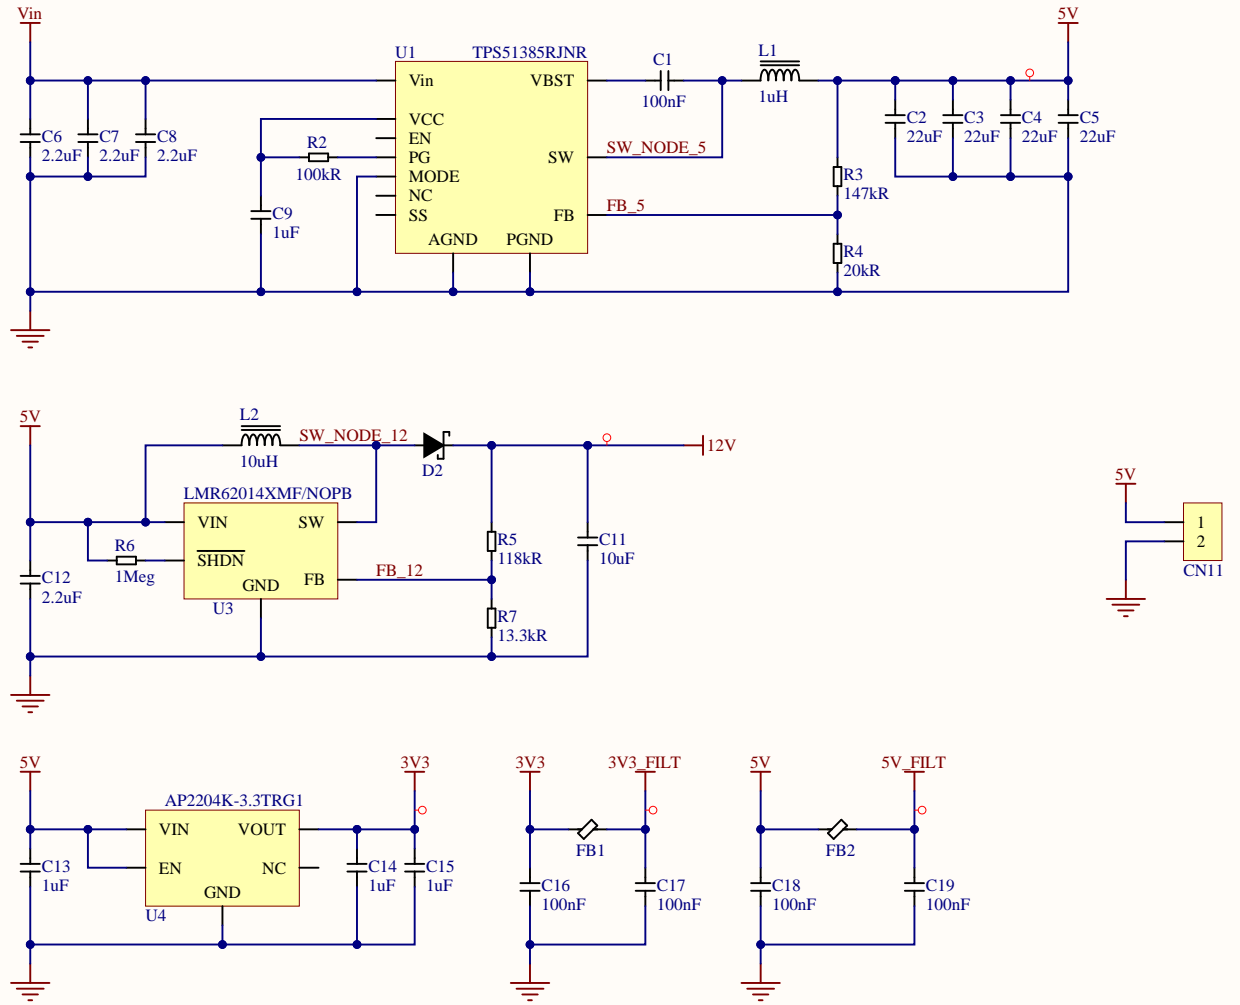 Vin
5V
U1
TPS51385RJNR
C1
100nF
L1
1uH
Vin
VCC
EN
PG
MODE
NC
SS
AGND
PGND
VBST
SW
FB
C6
2.2uF
C7
2.2uF
C8
2.2uF
R2
100kR
C9
1uF
SW_NODE_5
FB_5
R3
147kR
R4
20kR
C2
22uF
C3
22uF
C4
22uF
C5
22uF
5V
L2
10uH
SW_NODE_12
D2
12V
LMR62014XMF/NOPB
VIN
SW
SHDN
GND
FB
U3
R6
1Meg
C12
2.2uF
FB_12
R5
118kR
R7
13.3kR
C11
10uF
5V
1
2
CN11
5V
3V3
AP2204K-3.3TRG1
VIN
VOUT
EN
NC
GND
U4
C13
1uF
C14
1uF
C15
1uF
3V3
3V3_FILT
FB1
C16
100nF
C17
100nF
5V
5V_FILT
FB2
C18
100nF
C19
100nF